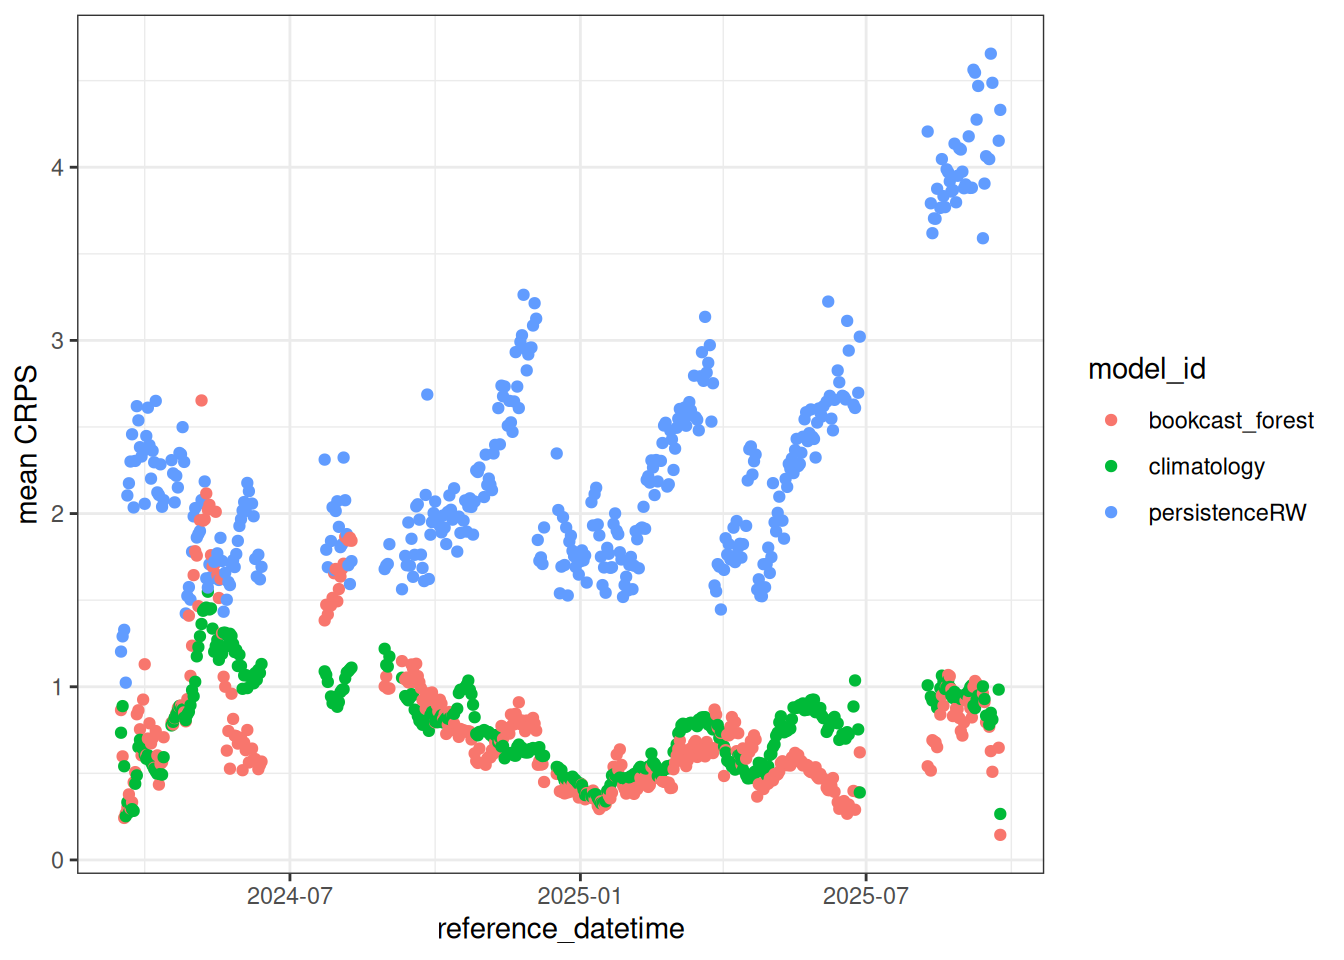 mean CRPS
4
3
2
1
0
2024-07
2025-01
2025-07
reference_datetime
model_id
bookcast_forest
climatology
persistenceRW